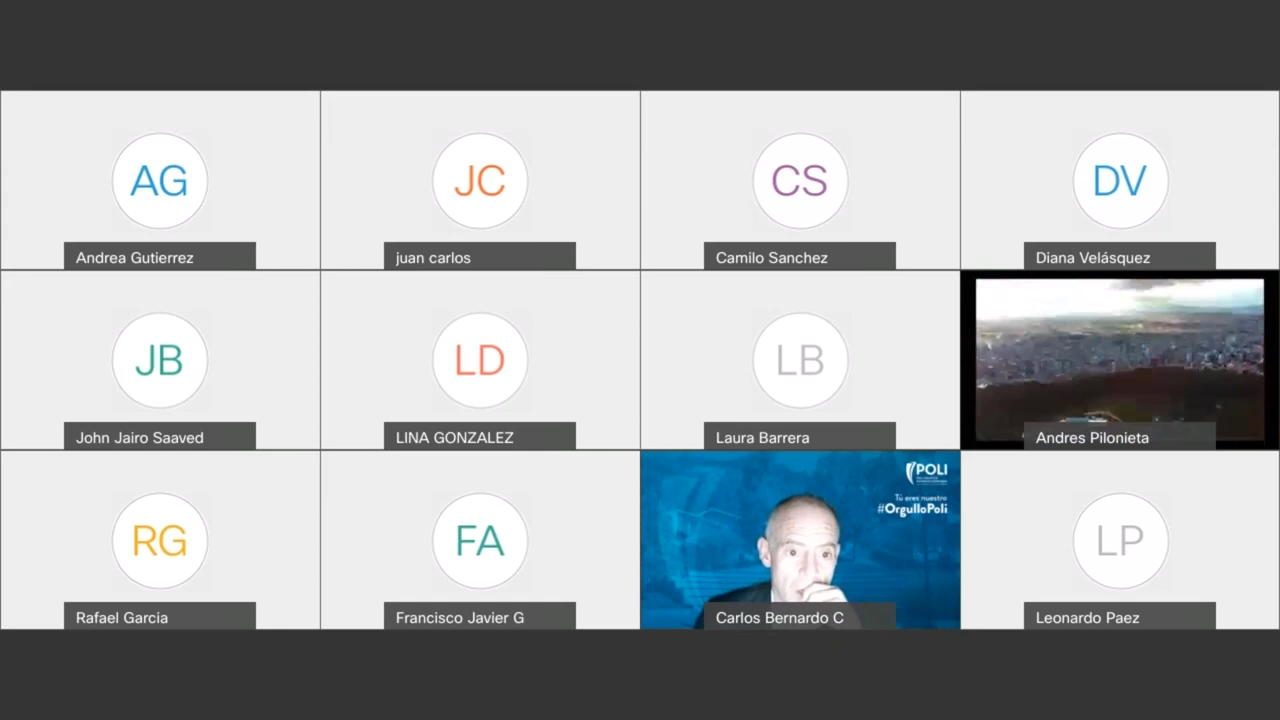 AG
JC
CS
DV
Andrea Gutierrez
juan carlos
Camilo Sanchez
Diana Velásquez
JB
LD
LB
John Jairo Saaved
LINA GONZALEZ
Laura Barrera
Andres Pilonieta
POLI
Tú eres nuestro
#OrgulloPoli
RG
FA
LP
Rafael Garcia
Francisco Javier G
Carlos Bernardo C
Leonardo Paez